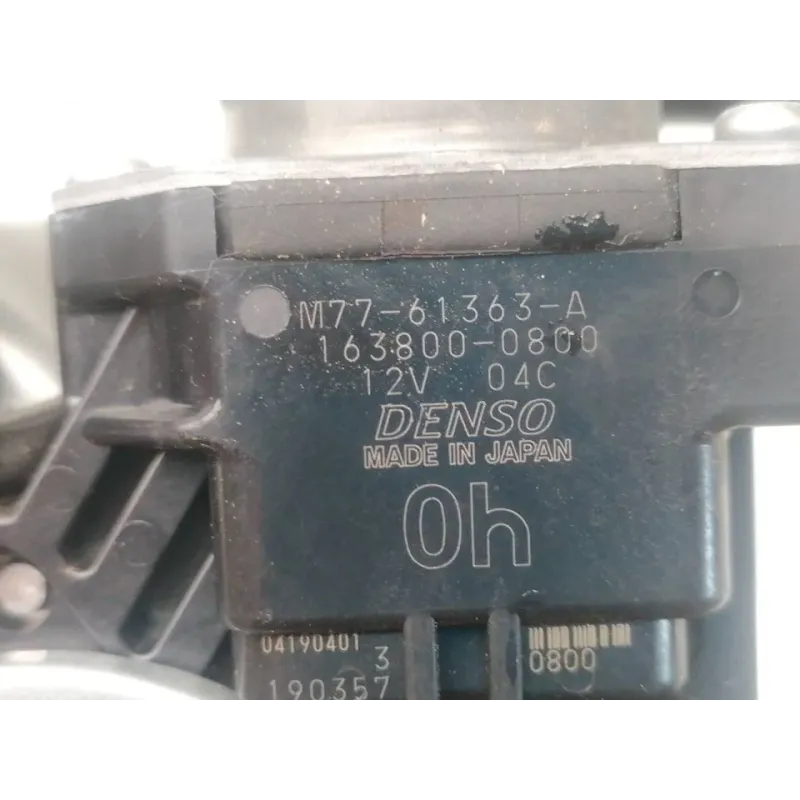 M77-61363-A
163800-0800
12V 04C
DENSO
MADE IN JAPAN
0h
04190401
3
0800
190357